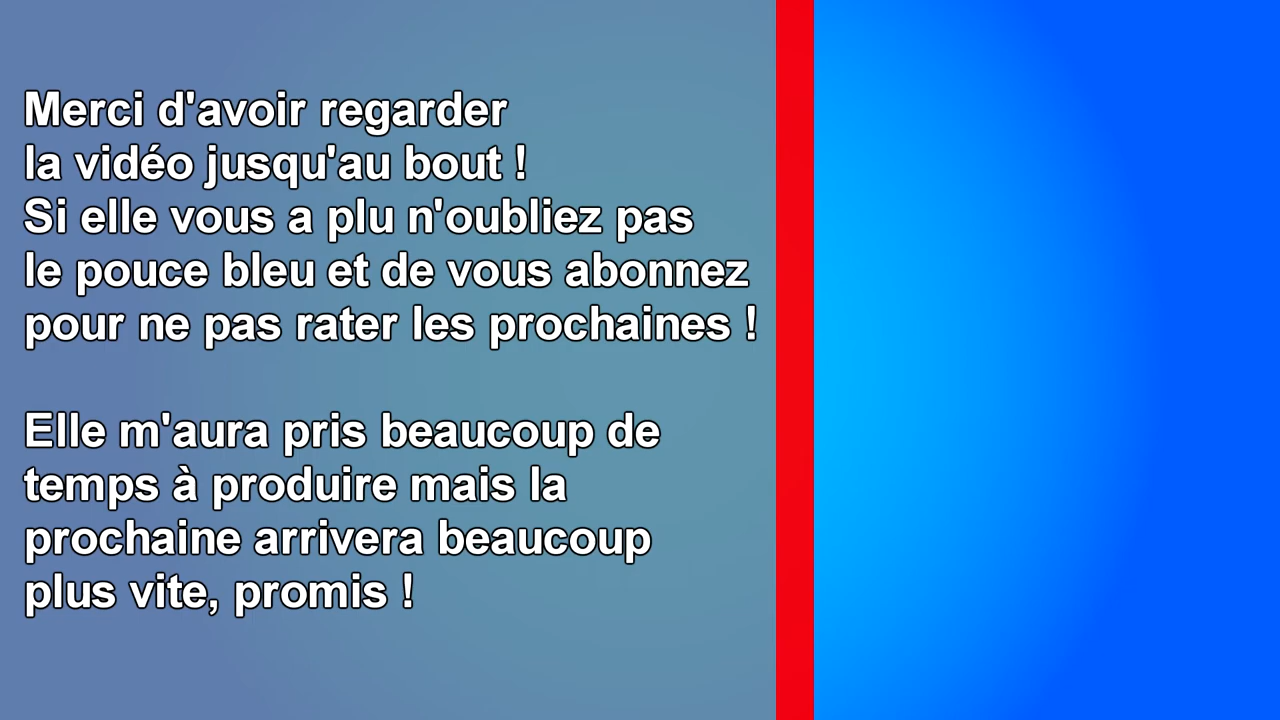 Merci d'avoir regarder
la vidéo jusqu'au bout !
Si elle vous a plu n'oubliez pas
le pouce bleu et de vous abonnez
pour ne pas rater les prochaines !
Elle m'aura pris beaucoup de
temps à produire mais la
prochaine arrivera beaucoup
plus vite, promis !